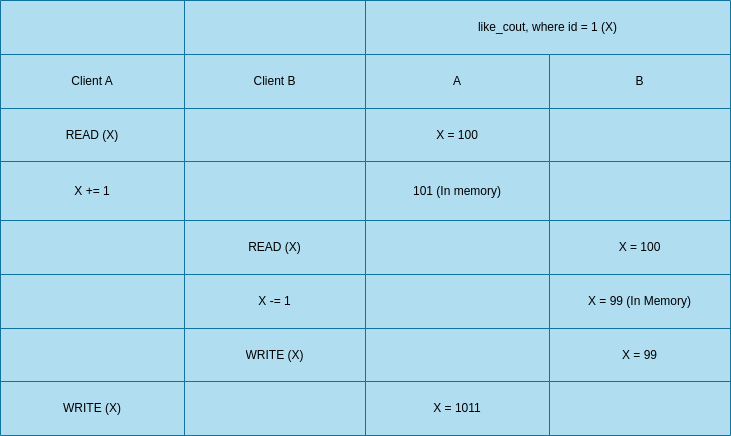 like_cout, where id = 1 (X)
Client A
Client B
A
B
READ (X)
X = 100
X += 1
101 (In memory)
READ (X)
X = 100
X -= 1
X = 99 (In Memory)
WRITE (X)
X = 99
WRITE (X)
X = 1011